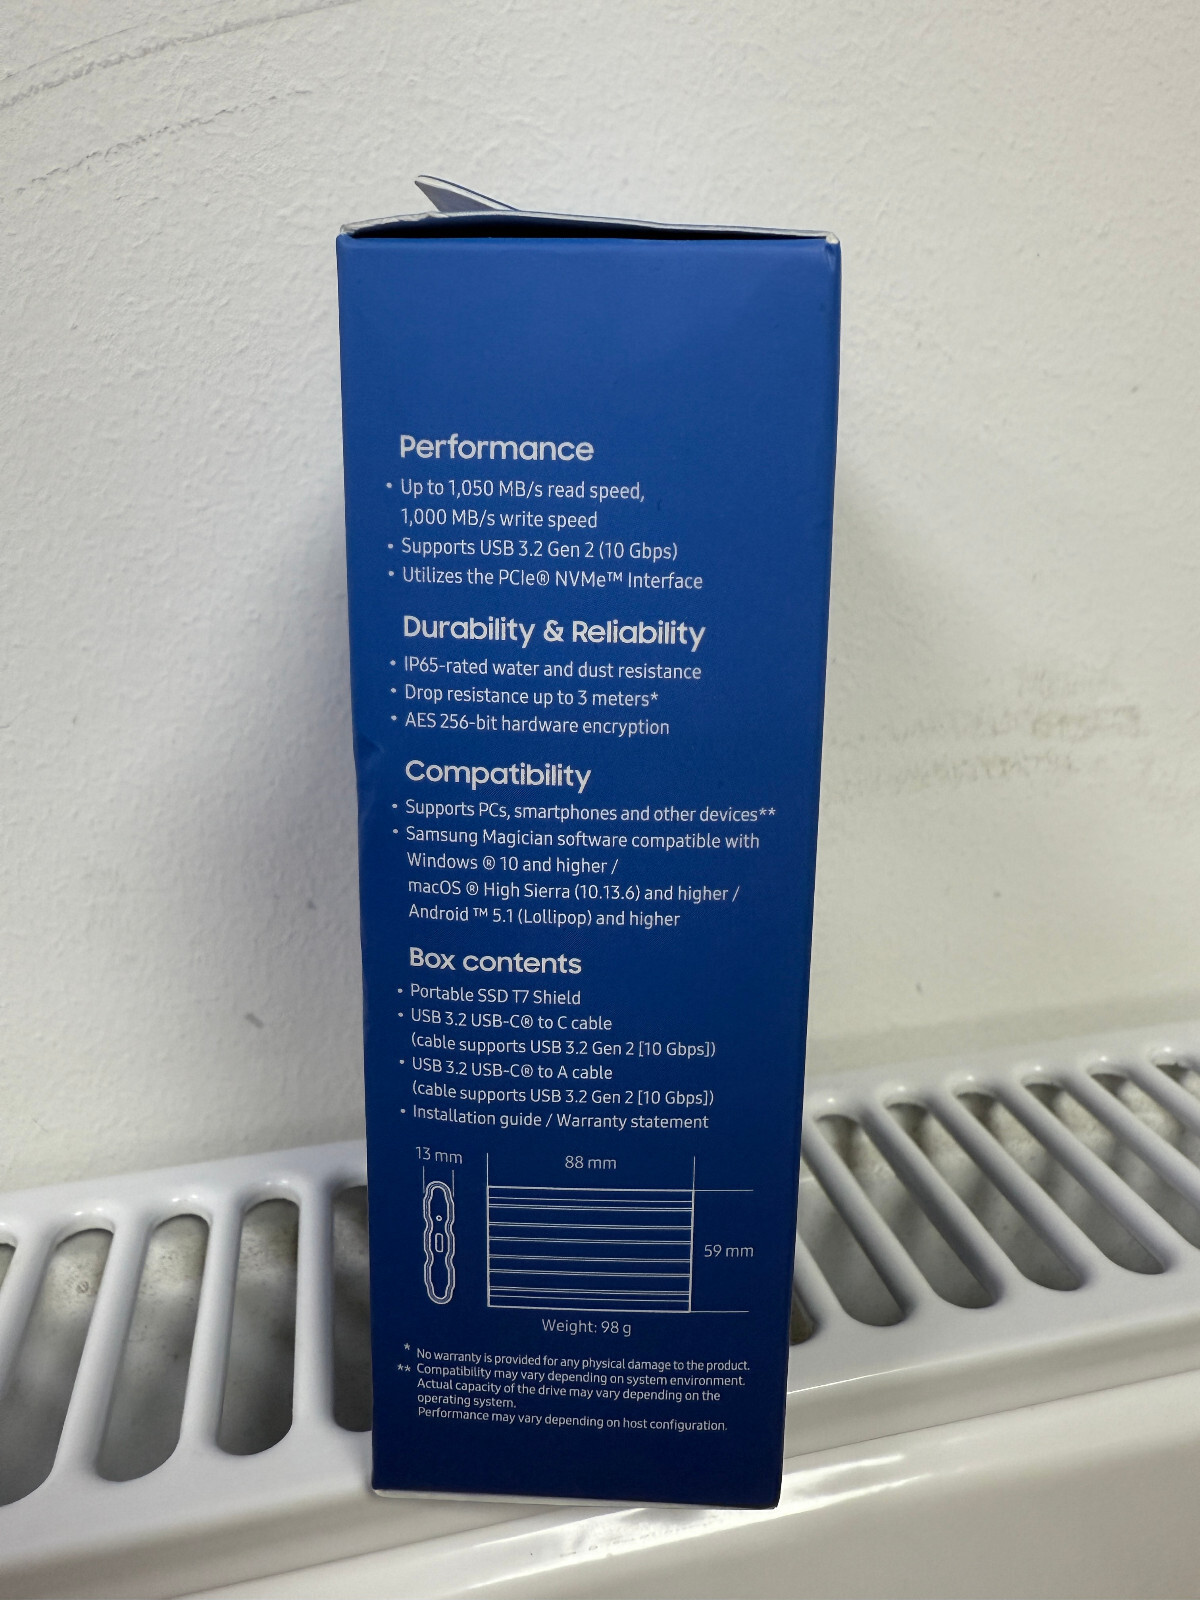 Performance
• Up to 1,050 MB/s read speed,
1,000 MB/s write speed
• Supports USB 3.2 Gen 2 (10 Gbps)
• Utilizes the PCIe® NVMe™ Interface
Durability & Reliability
• IP65-rated water and dust resistance
• Drop resistance up to 3 meters*
• AES 256-bit hardware encryption
Compatibility
• Supports PCs, smartphones and other devices**
• Samsung Magician software compatible with
Windows ® 10 and higher /
macOS ® High Sierra (10.13.6) and higher /
Android ™ 5.1 (Lollipop) and higher
Box contents
• Portable SSD T7 Shield
• USB 3.2 USB-C® to C cable
(cable supports USB 3.2 Gen 2 [10 Gbps])
• USB 3.2 USB-C® to A cable
(cable supports USB 3.2 Gen 2 [10 Gbps])
• Installation guide / Warranty statement
13 mm
88 mm
59 mm
Weight: 98 g
* No warranty is provided for any physical damage to the product.
** Compatibility may vary depending on system environment.
Actual capacity of the drive may vary depending on the
operating system.
Performance may vary depending on host configuration.